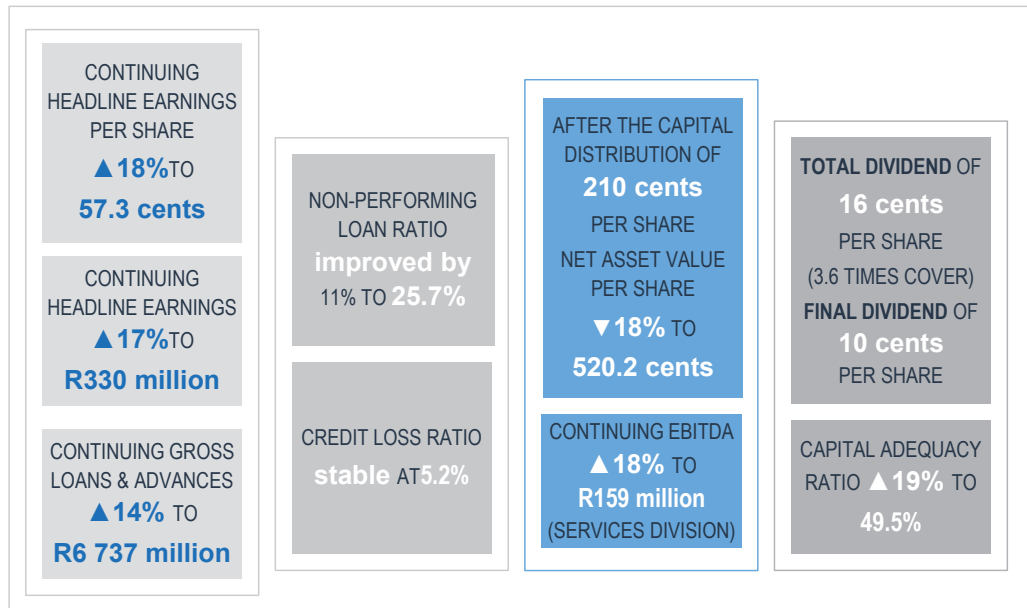 CONTINUING
HEADLINE EARNINGS
PER SHARE
▲18%TO
57.3 cents
CONTINUING
HEADLINE EARNINGS
▲17%TO
R330 million
CONTINUING GROSS
LOANS & ADVANCES
▲14% TO
R6 737 million
NON-PERFORMING
LOAN RATIO
improved by
11% TO 25.7%
CREDIT LOSS RATIO
stable AT5.2%
AFTER THE CAPITAL
DISTRIBUTION OF
210 cents
PER SHARE
NET ASSET VALUE
PER SHARE
▼18% TO
520.2 cents
CONTINUING EBITDA
▲18% TO
R159 million
(SERVICES DIVISION)
TOTAL DIVIDEND OF
16 cents
PER SHARE
(3.6 TIMES COVER)
FINAL DIVIDEND OF
10 cents
PER SHARE
CAPITAL ADEQUACY
RATIO ▲19% TO
49.5%